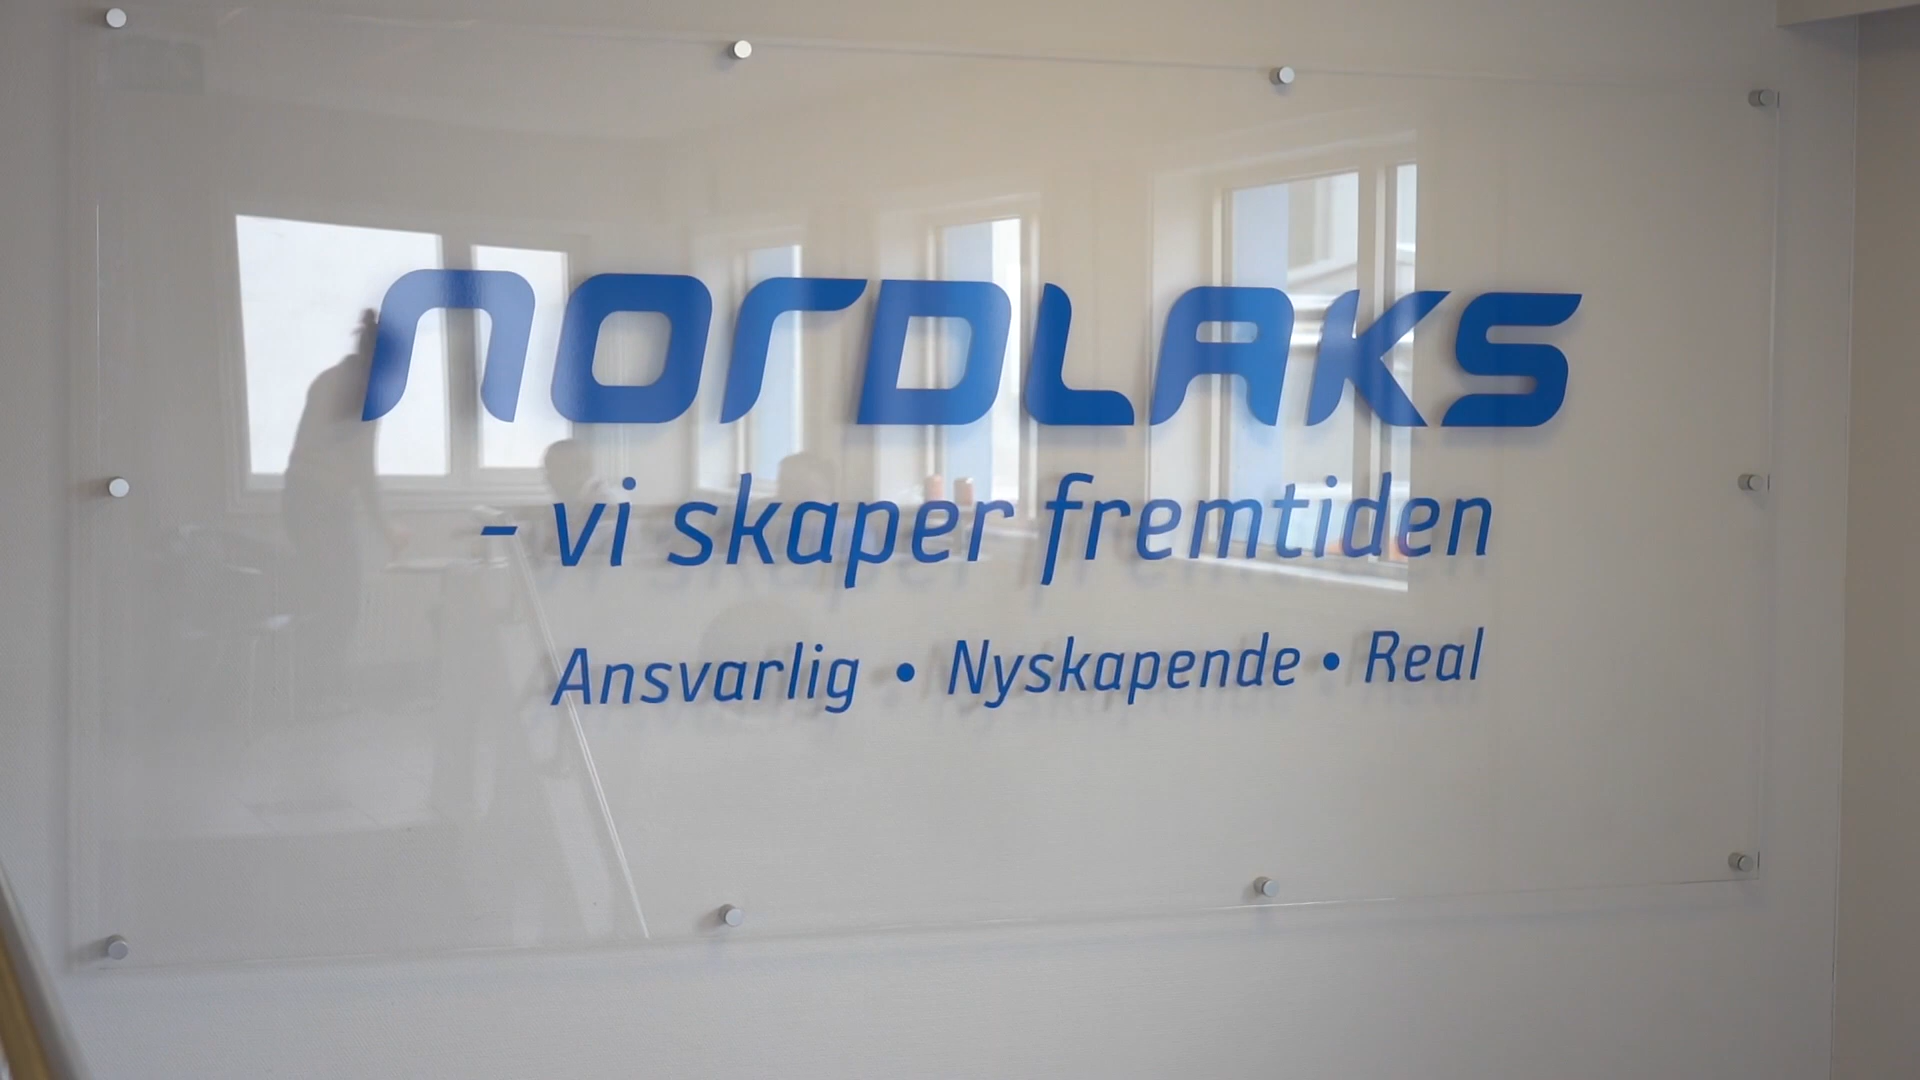 NORDLAKS
- vi skaper fremtiden
Ansvarlig • Nyskapende • Real